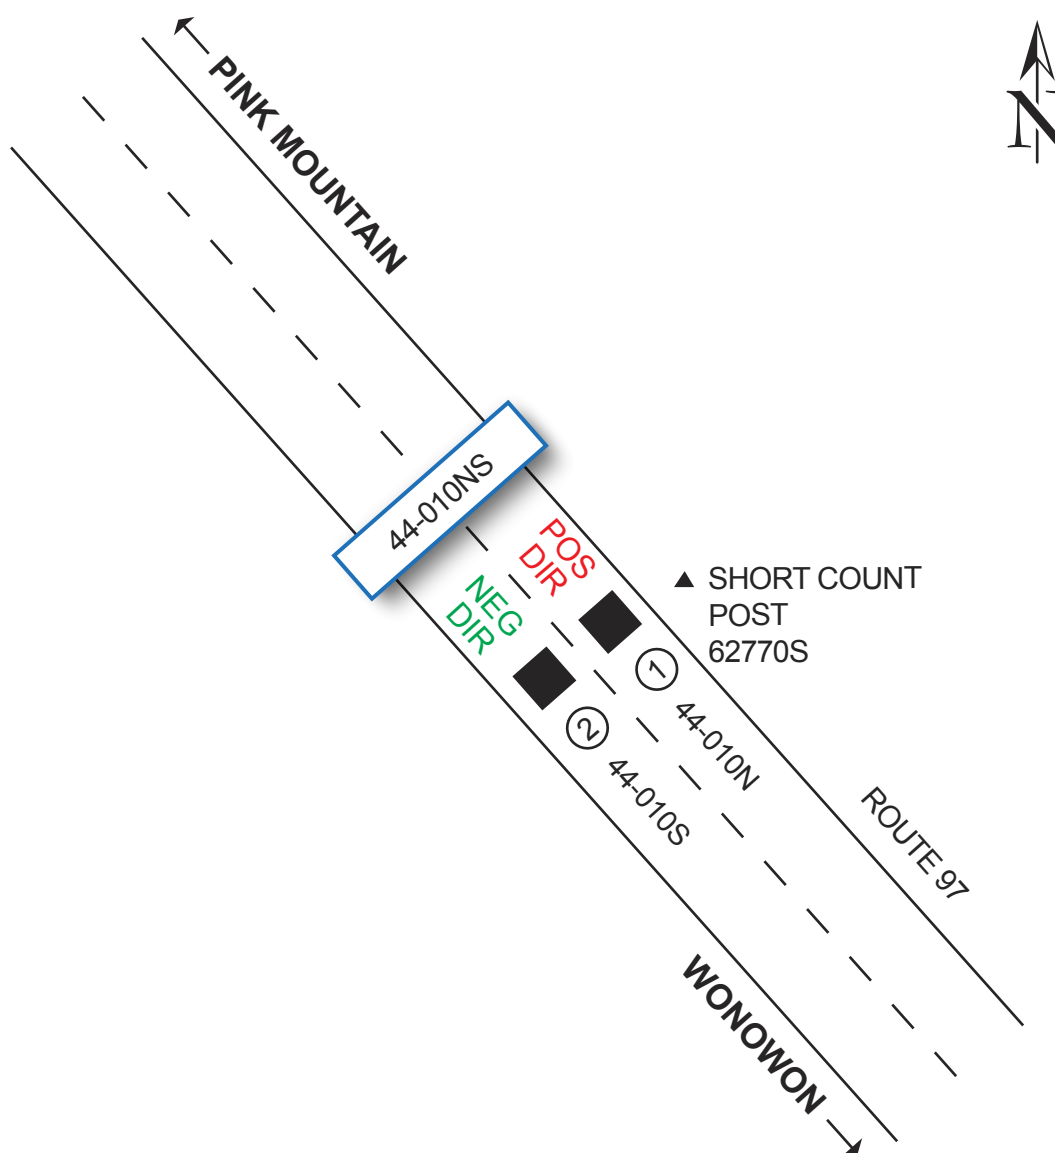 PINK MOUNTAIN
N
44-010NS
POS
DIR
NEG
DIR
SHORT COUNT
POST
62770S
1
44-010N
2
44-010S
ROUTE 97
WONOWON